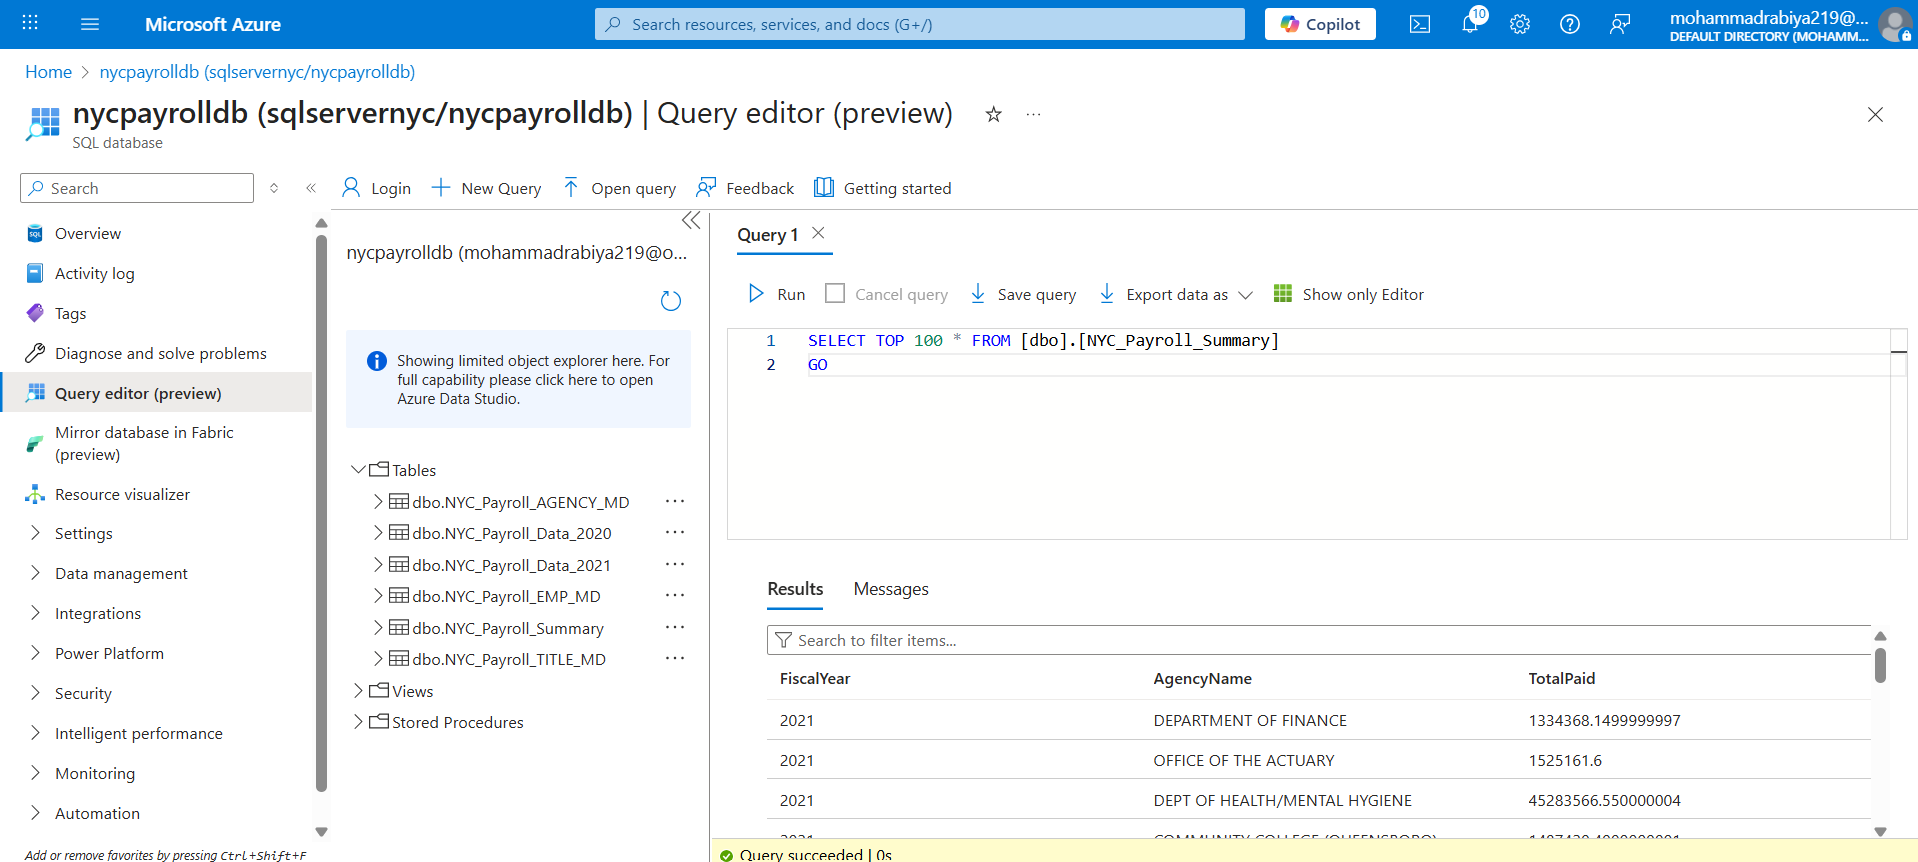 Microsoft Azure
Search resources, services, and docs (G+/)
Copilot
10
mohammadrabiya219@...
DEFAULT DIRECTORY (MOHAMM...
Home > nycpayrolldb (sqlservernyc/nycpayrolldb)
nycpayrolldb (sqlservernyc/nycpayrolldb) | Query editor (preview)
...
SQL database
Search
Login
New Query
Open query
Feedback
Getting started
Overview
Activity log
Tags
Diagnose and solve problems
Query editor (preview)
Mirror database in Fabric
(preview)
Resource visualizer
Settings
Data management
Integrations
Power Platform
Security
Intelligent performance
Monitoring
Automation
Add or remove favorites by pressing Ctrl+Shift+F
nycpayrolldb (mohammadrabiya219@o...
Showing limited object explorer here. For
full capability please click here to open
Azure Data Studio.
Tables
dbo.NYC_Payroll_AGENCY_MD ...
dbo.NYC_Payroll_Data_2020 ...
dbo.NYC_Payroll_Data_2021 ...
dbo.NYC_Payroll_EMP_MD ...
dbo.NYC_Payroll_Summary ...
dbo.NYC_Payroll_TITLE_MD ...
Views
Stored Procedures
Query 1
Run
Cancel query
Save query
Export data as
Show only Editor
1 SELECT TOP 100 * FROM [dbo].[NYC_Payroll_Summary]
2 GO
Results
Messages
Search to filter items...
FiscalYear AgencyName TotalPaid
2021 DEPARTMENT OF FINANCE 1334368.1499999997
2021 OFFICE OF THE ACTUARY 1525161.6
2021 DEPT OF HEALTH/MENTAL HYGIENE 45283566.550000004
2021 COMMUNITY COLLEGE (QUEENSBORO)
Query succeeded | 0s